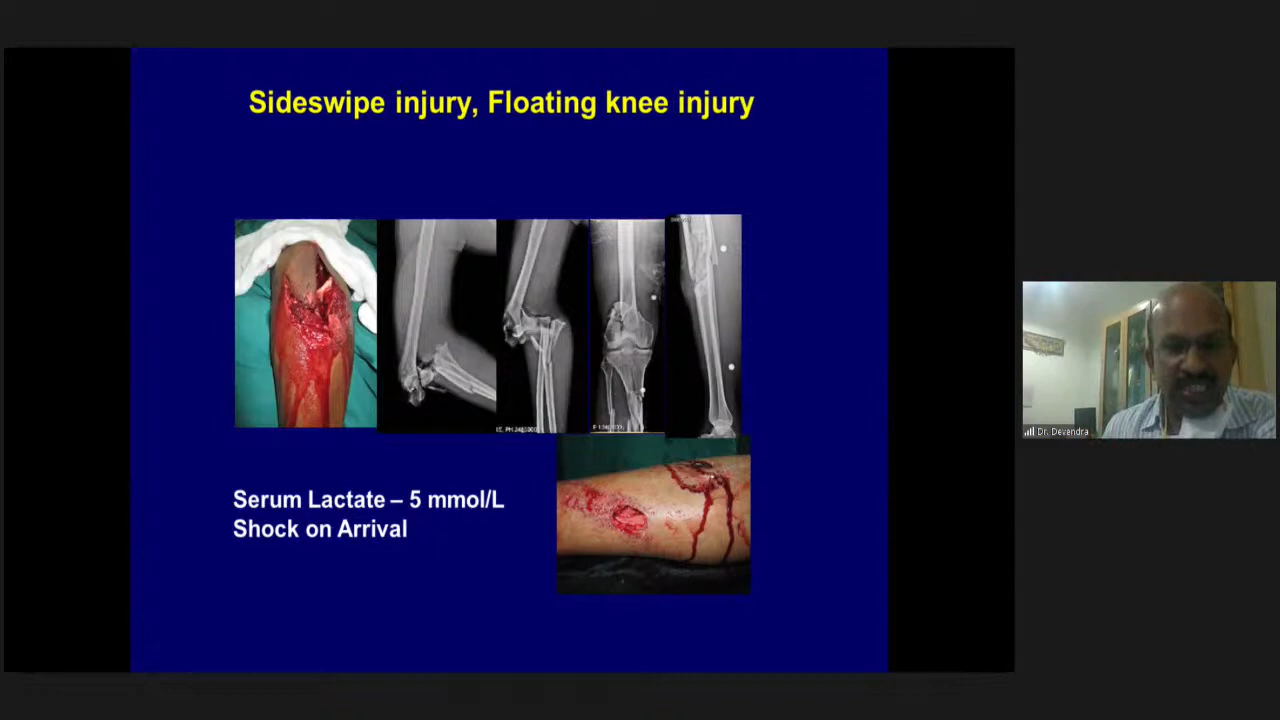 Sideswipe injury, Floating knee injury
Serum Lactate – 5 mmol/L
Shock on Arrival
Dr. Devendra